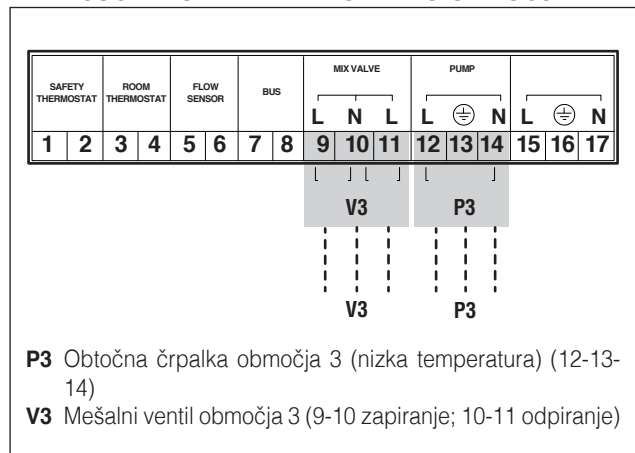 SAFETY THERMOSTAT
ROOM THERMOSTAT
FLOW SENSOR
BUS
MIX VALVE
PUMP
L N L L N L N
1 2 3 4 5 6 7 8 9 10 11 12 13 14 15 16 17
V3 P3
V3 P3
P3 Obtočna črpalka območja 3 (nizka temperatura) (12-13-
14)
V3 Mešalni ventil območja 3 (9-10 zapiranje; 10-11 odpiranje)